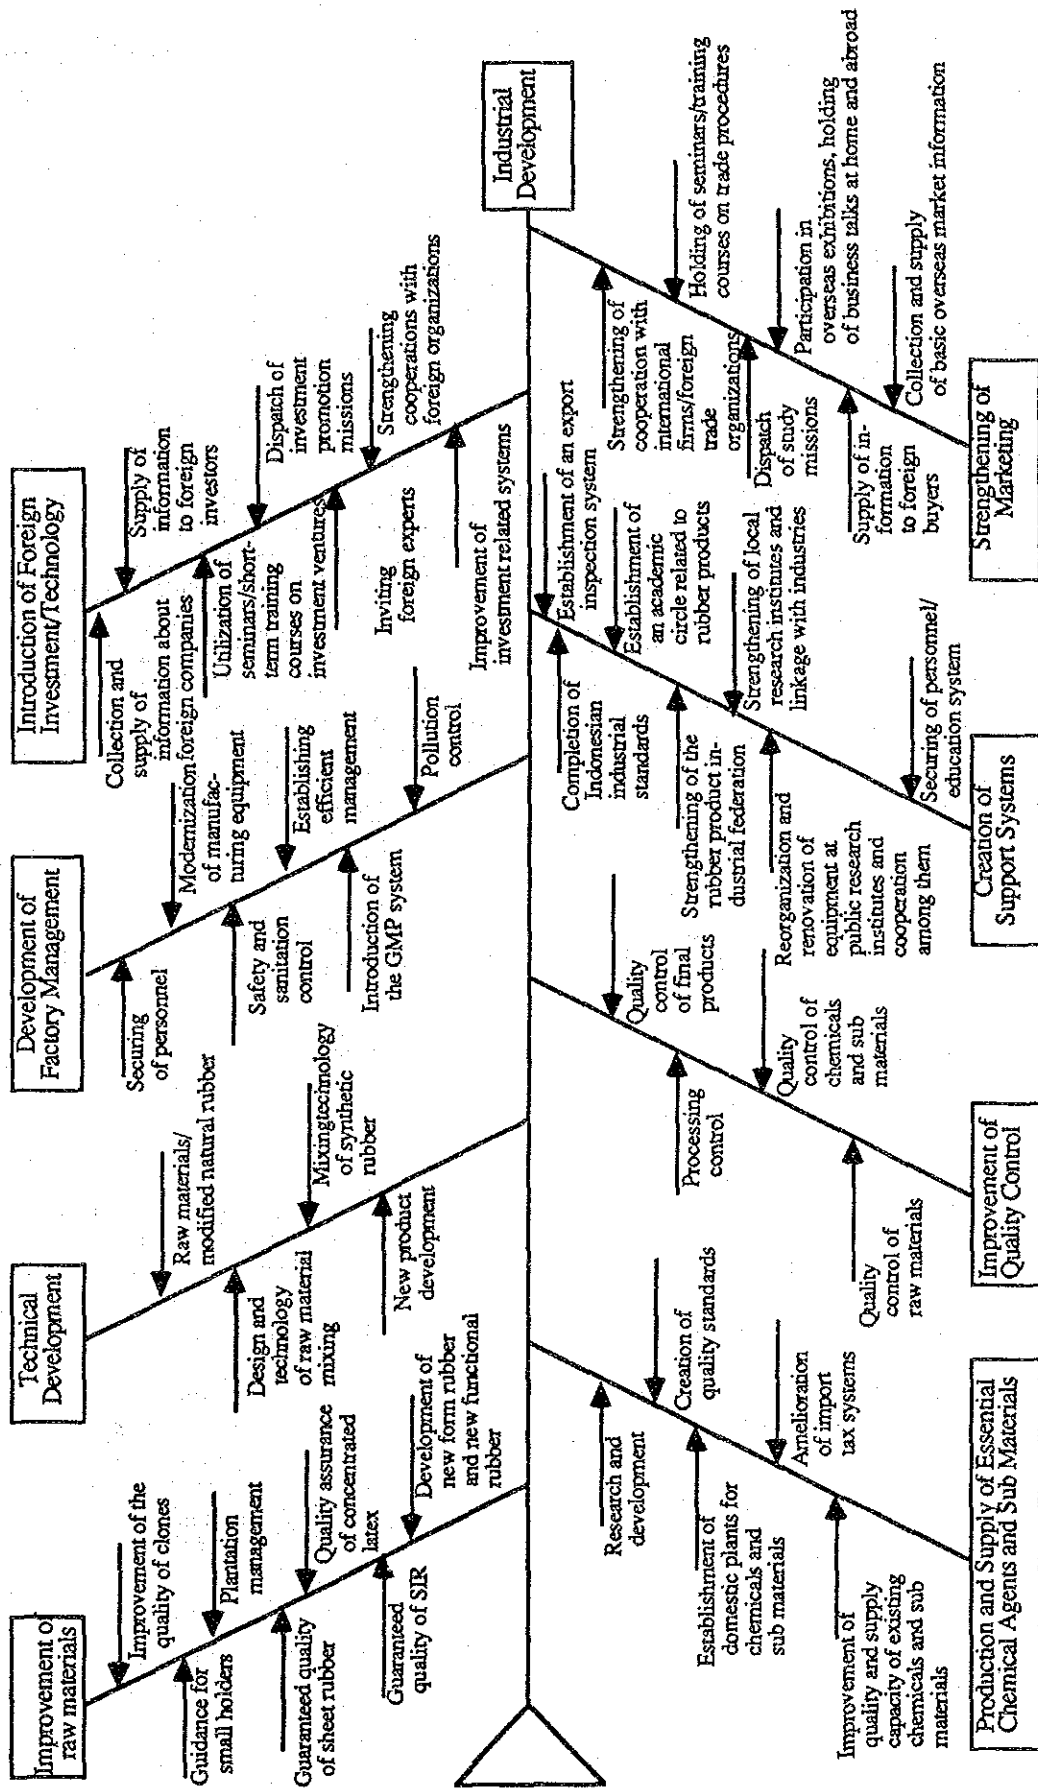 Improvement of
raw materials
Improvement of the
quality of clones
Guidance for
small holders
Plantation
management
Guaranteed quality
of sheet rubber
Quality assurance
of concentrated
latex
Guaranteed
quality of SIR
Development of
new form rubber
and new functional
rubber
Technical
Development
Raw materials/
modified natural rubber
Design and
technology
of raw material
mixing
Mixingtechnology
of synthetic
rubber
New product
development
Development of
Factory Management
Securing
of personnel
Modernization
of manufac-
turing equipment
Safety and
sanitation
control
Establishing
efficient
management
Introduction of
the GMP system
Pollution
control
Introduction of Foreign
Investment/Technology
Collection and
supply of
information about
foreign companies
Supply of
information
to foreign
investors
Utilization of
seminars/short-
term training
courses on
investment ventures
Dispatch of
investment
promotion
missions
Inviting
foreign experts
Strengthening
cooperations with
foreign organizations
Improvement of
investment related systems
Industrial
Development
Production and Supply of Essential
Chemical Agents and Sub Materials
Research and
development
Creation of
quality standards
Establishment of
domestic plants for
chemicals and
sub materials
Amelioration
of import
tax systems
Improvement of
quality and supply
capacity of existing
chemicals and sub
materials
Improvement of
Quality Control
Quality
control
of final
products
Processing
control
Quality
control of
chemicals
and sub
materials
Quality
control of
raw materials
Creation of
Support Systems
Establishment of an export
inspection system
Completion of
Indonesian
industrial
standards
Establishment of
an academic
circle related to
rubber products
Strengthening of the
rubber product in-
dustrial federation
Strengthening of local
research institutes and
linkage with industries
Reorganization and
renovation of
equipment at
public research
institutes and
cooperation
among them
Securing of personnel/
education system
Strengthening of
Marketing
Strengthening of
cooperation with
international
firms/foreign
trade
organizations
Holding of seminars/training
courses on trade procedures
Dispatch
of study
missions
Participation in
overseas exhibitions, holding
of business talks at home and abroad
Supply of in-
formation
to foreign
buyers
Collection and supply
of basic overseas market information